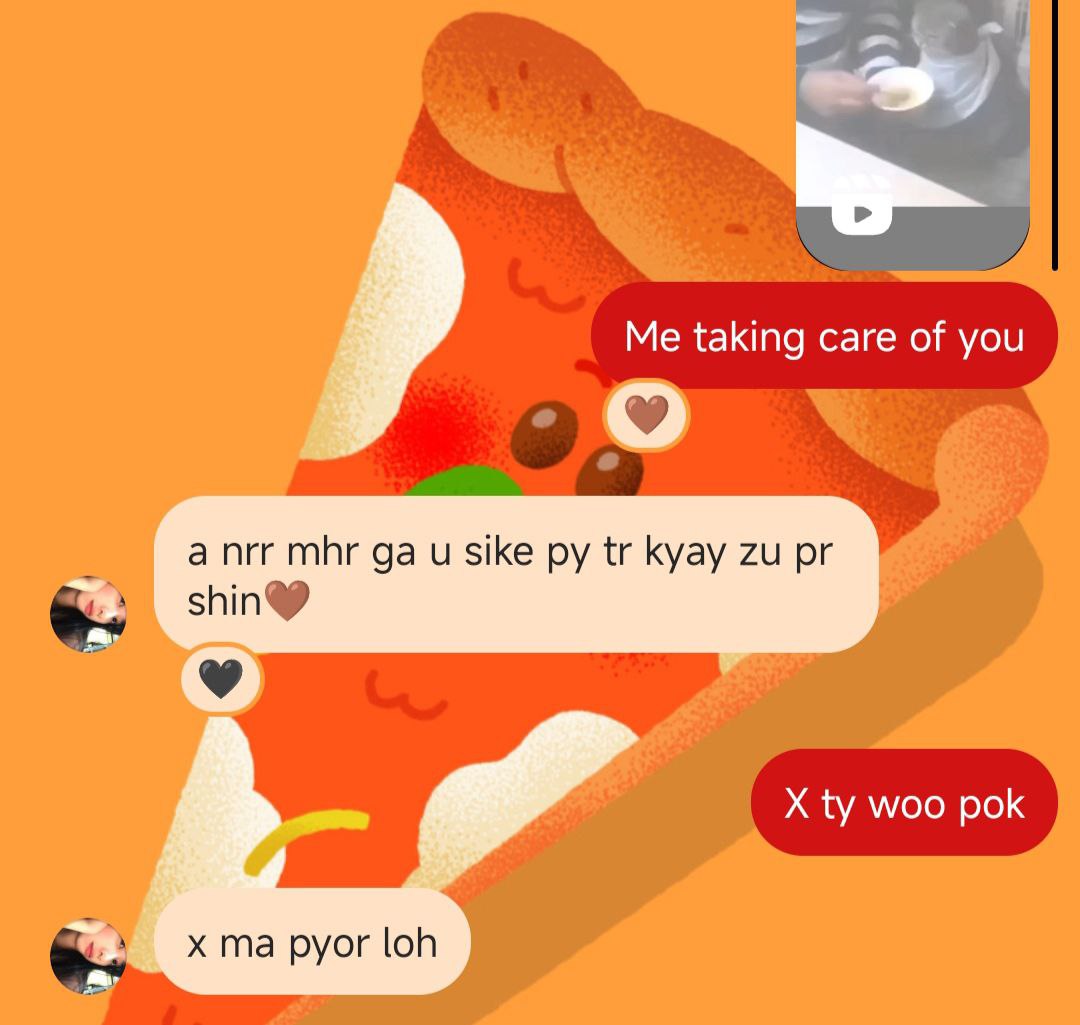 Me taking care of you
a nrr mhr ga u sike py tr kyay zu pr
shin🤎
X ty woo pok
x ma pyor loh